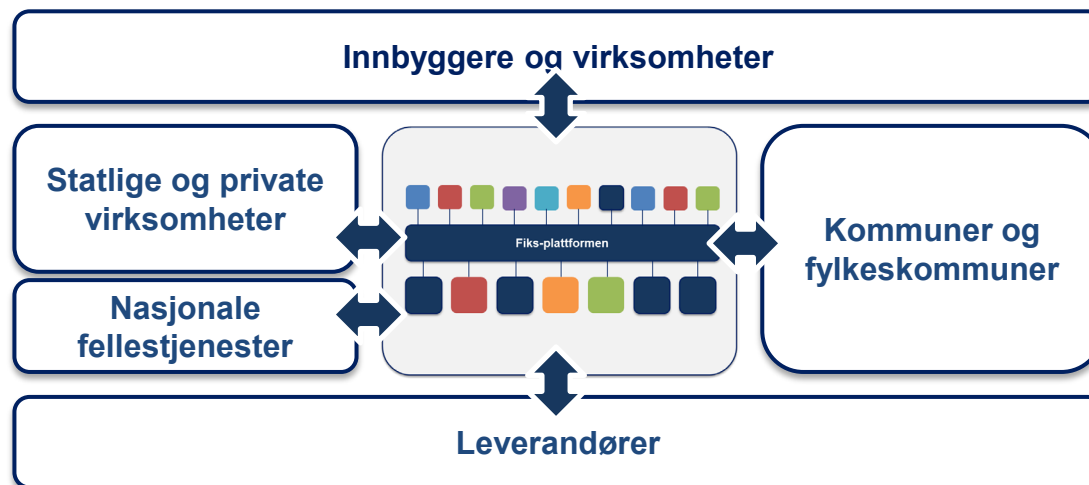 Innbyggere og virksomheter
Statlige og private
virksomheter
Fiks-plattformen
Kommuner og
fylkeskommuner
Nasjonale
fellestjenester
Leverandører